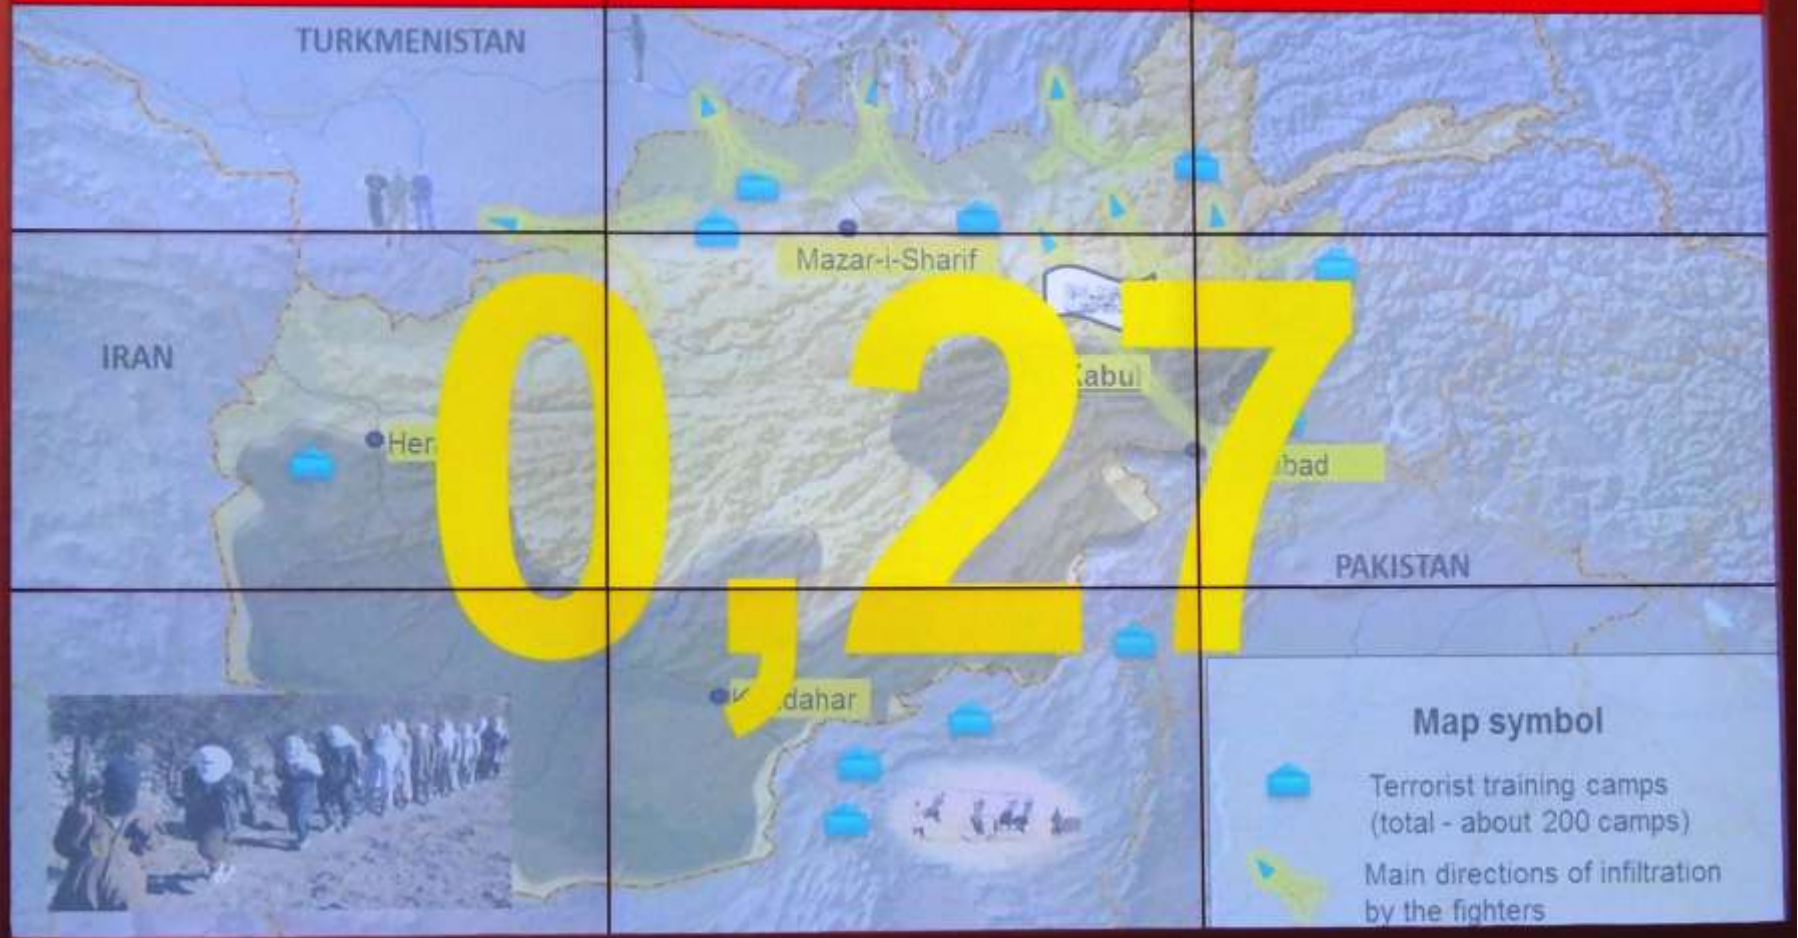 TURKMENISTAN
Mazar-i-Sharif
IRAN
0,27
PAKISTAN
Map symbol
Terrorist training camps
(total - about 200 camps)
Main directions of infiltration
by the fighters